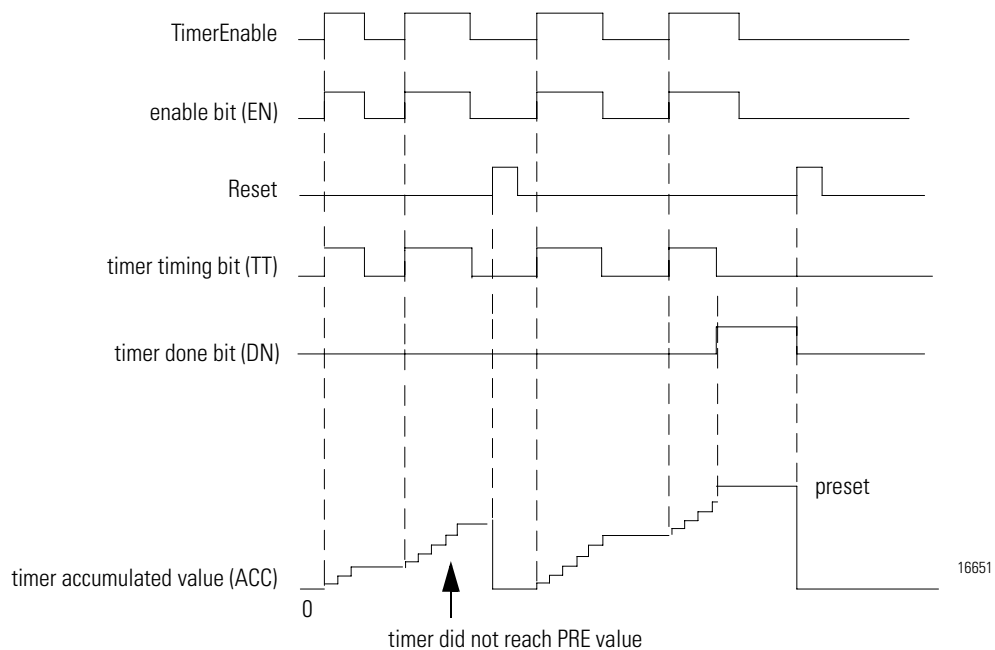 TimerEnable
enable bit (EN)
Reset
timer timing bit (TT)
timer done bit (DN)
preset
timer accumulated value (ACC)
16651
0
timer did not reach PRE value